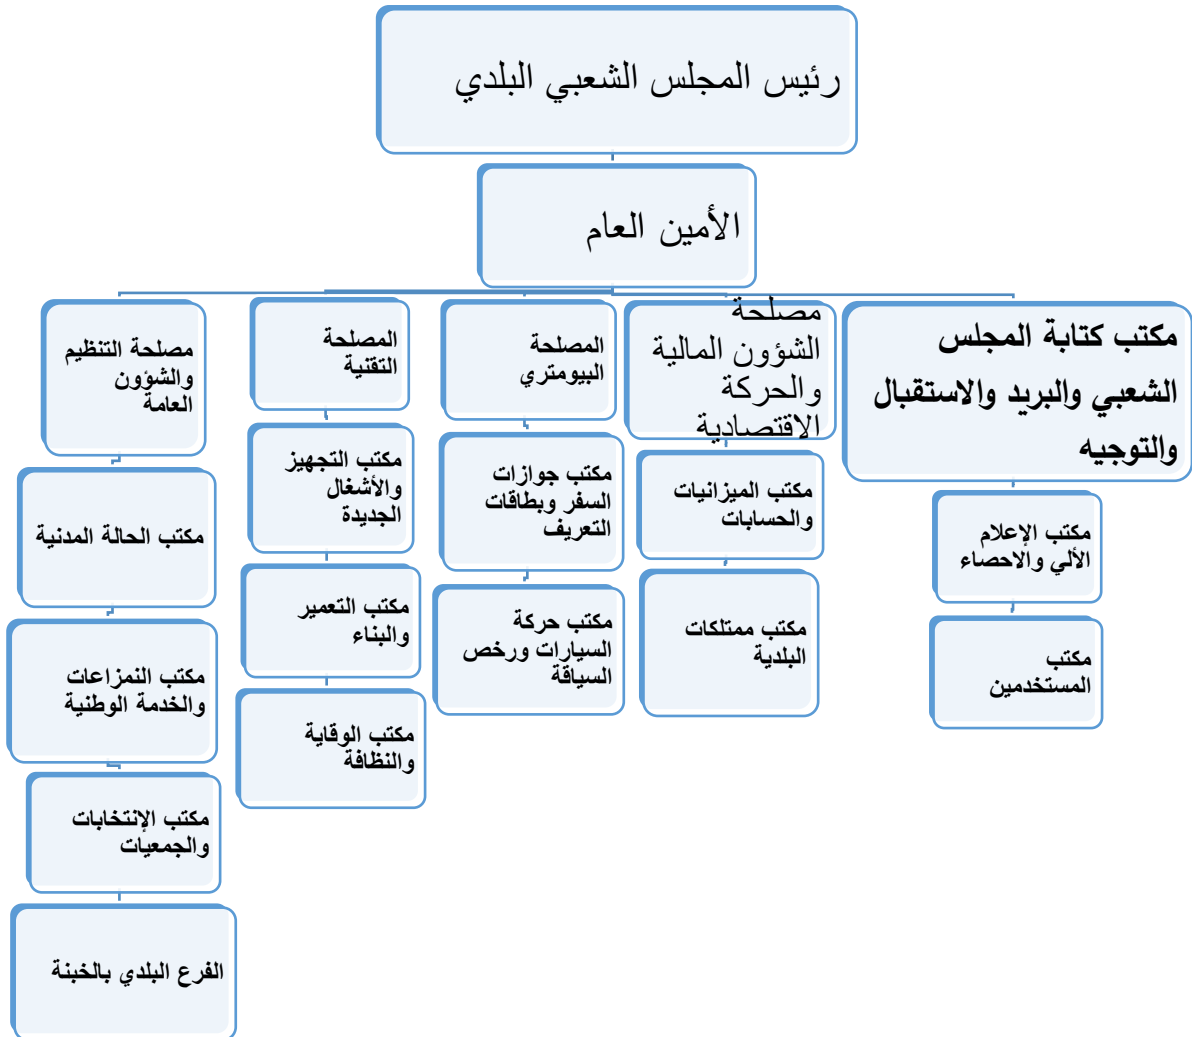 رئيس المجلس الشعبي البلدي
الأمين العام
مكتب كتابة المجلس
الشعبي والبريد والاستقبال
والتوجيه
مكتب الإعلام
الألي والاحصاء
مكتب
المستخدمين
مصلحة
الشؤون المالية
والحركة
الاقتصادية
مكتب الميزانيات
والحسابات
مكتب ممتلكات
البلدية
المصلحة
البيومتري
مكتب جوازات
السفر وبطاقات
التعريف
مكتب حركة
السيارات ورخص
السياقة
المصلحة
التقنية
مكتب التجهيز
والأشغال
الجديدة
مكتب التعمير
والبناء
مكتب الوقاية
والنظافة
مصلحة التنظيم
والشؤون
العامة
مكتب الحالة المدنية
مكتب النمزاعات
والخدمة الوطنية
مكتب الإنتخابات
والجمعيات
الفرع البلدي بالخبنة